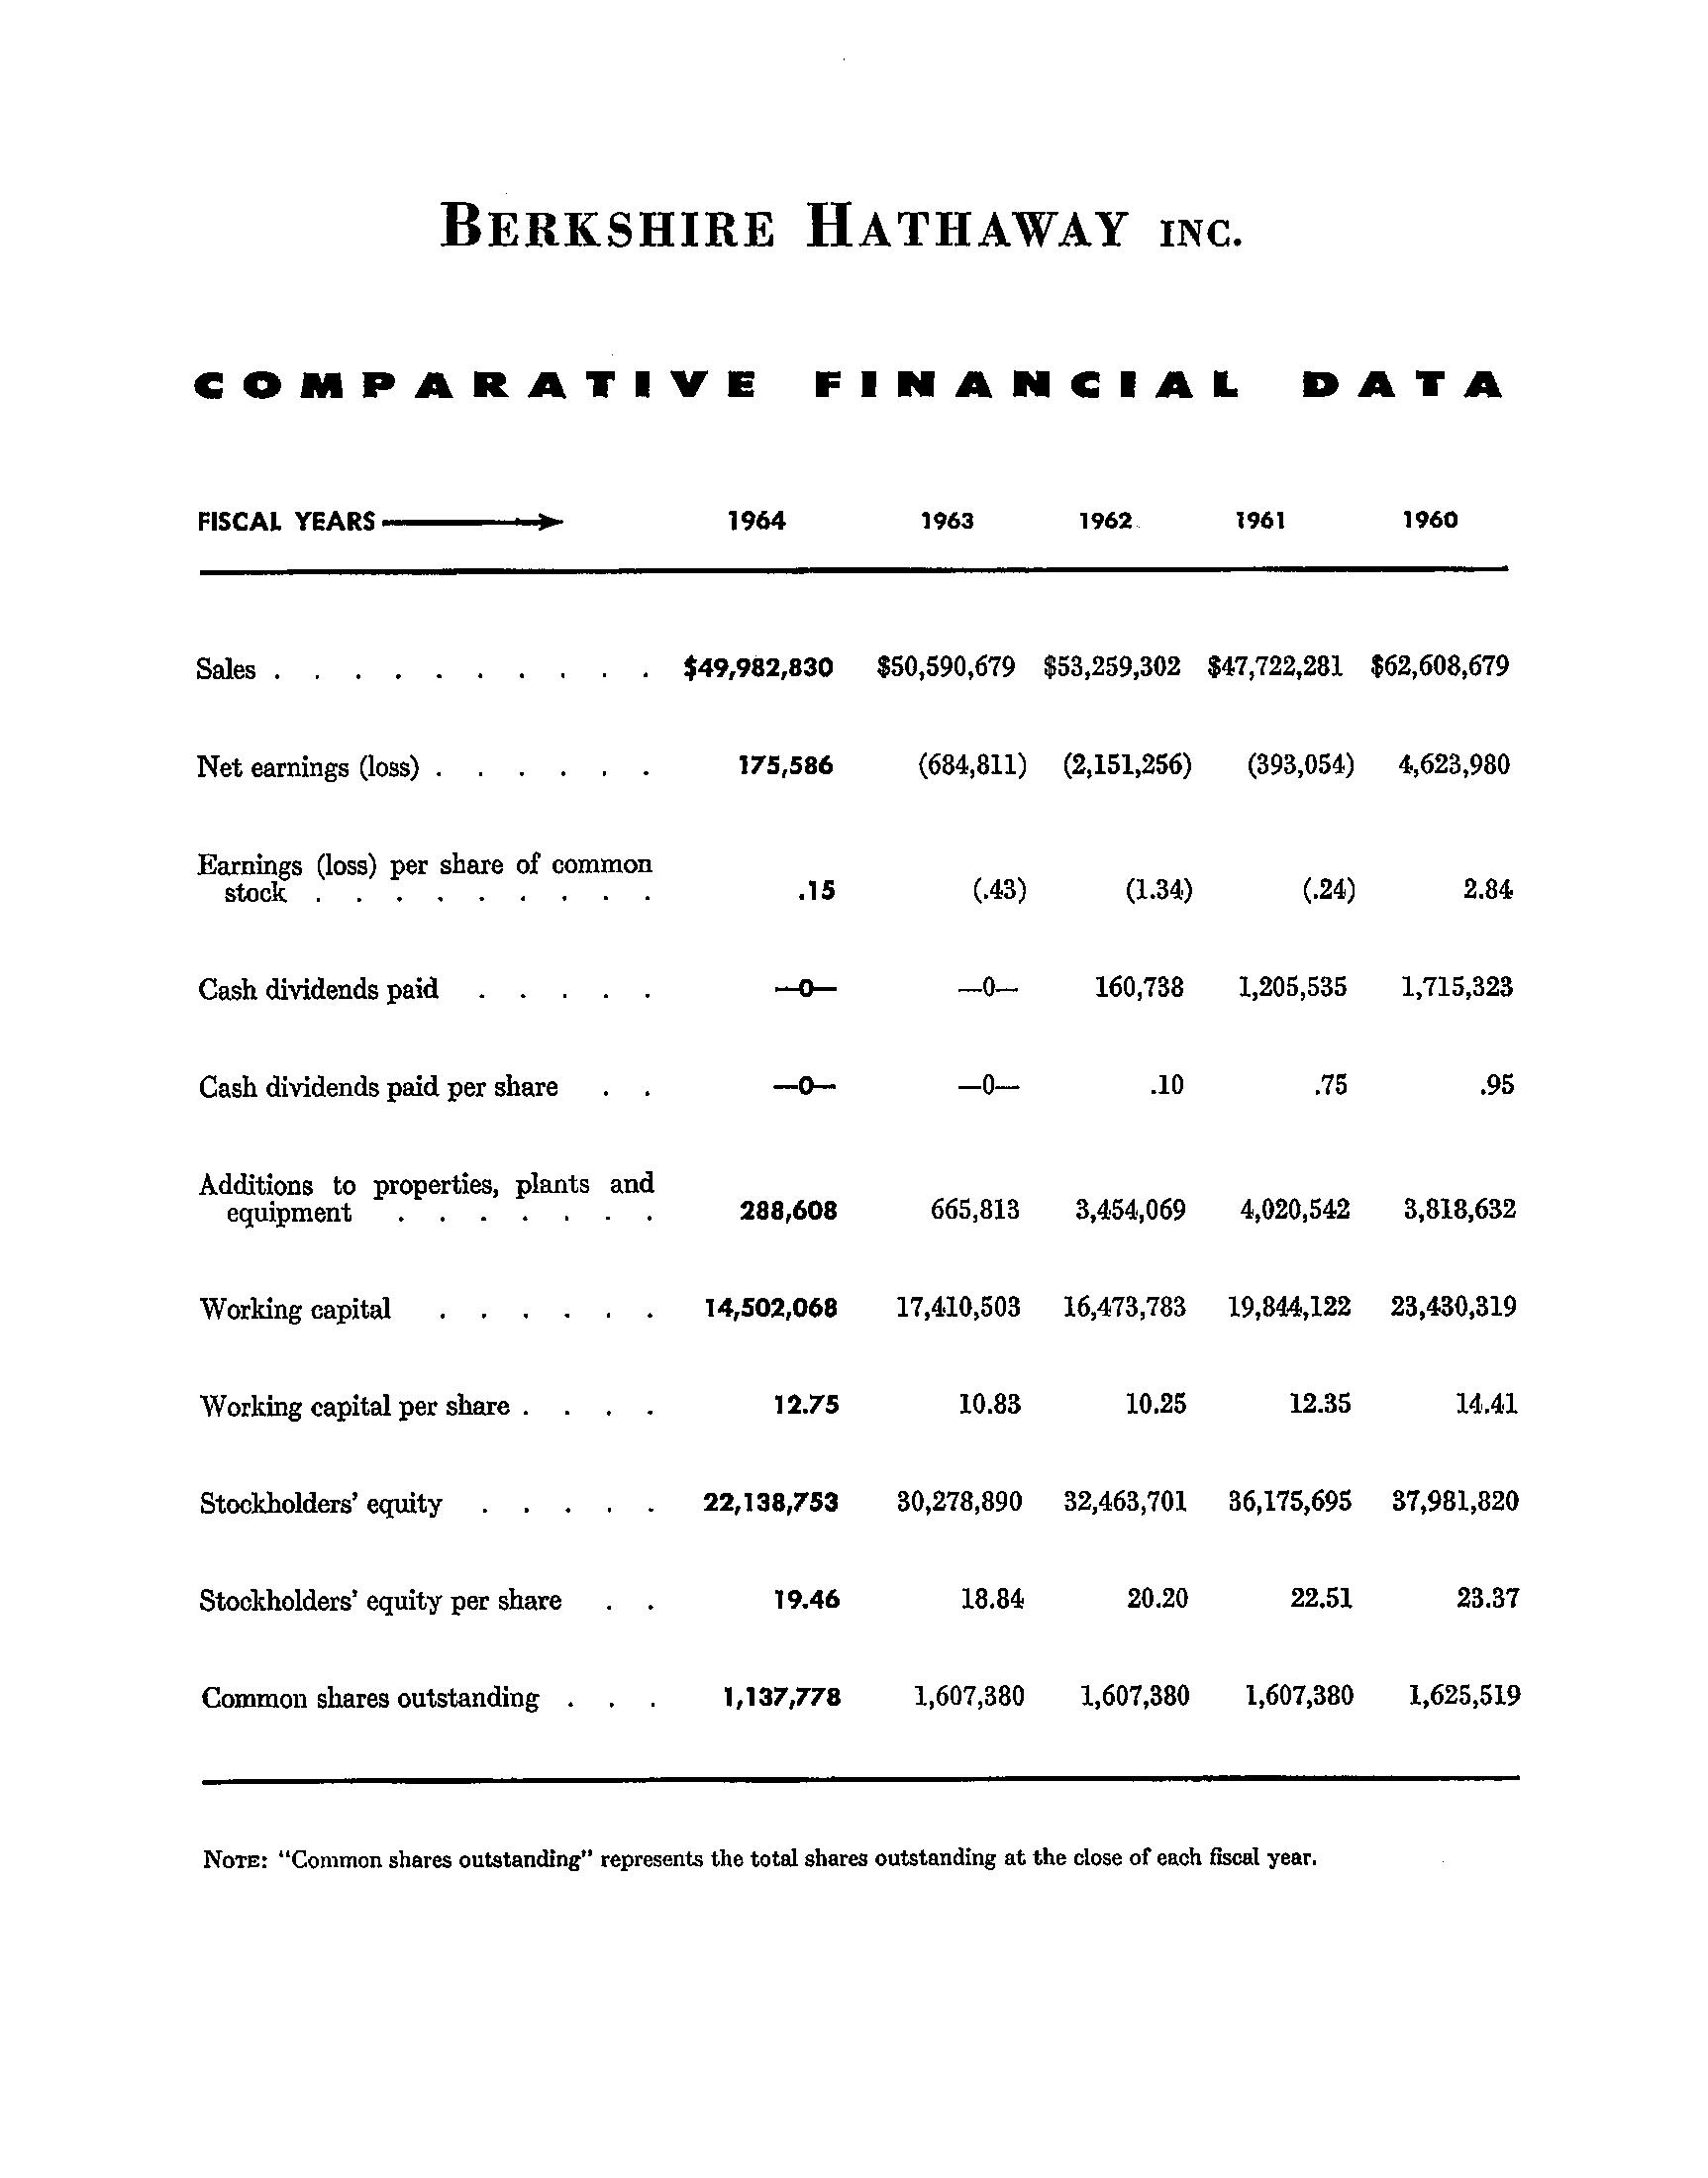 BERKSHIRE HATHAWAY INC.
COMPARATIVE FINANCIAL DATA
FISCAL YEARS 1964 1963 1962 1961 1960
Sales . . . . . . . . . . $49,982,830 $50,590,679 $53,259,302 $47,722,281 $62,608,679
Net earnings (loss) . . . . . . 175,586 (684,811) (2,151,256) (393,054) 4,623,980
Earnings (loss) per share of common
stock . . . . . . . . . .15 (.43) (1.34) (.24) 2.84
Cash dividends paid . . . . . —0— —0— 160,738 1,205,535 1,715,323
Cash dividends paid per share . . —0— —0— .10 .75 .95
Additions to properties, plants and
equipment . . . . . . . 288,608 665,813 3,454,069 4,020,542 3,818,632
Working capital . . . . . . 14,502,068 17,410,503 16,473,783 19,844,122 23,430,319
Working capital per share . . . . 12.75 10.83 10.25 12.35 14.41
Stockholders' equity . . . . . 22,138,753 30,278,890 32,463,701 36,175,695 37,981,820
Stockholders' equity per share . . 19.46 18.84 20.20 22.51 23.37
Common shares outstanding . . . 1,137,778 1,607,380 1,607,380 1,607,380 1,625,519
NOTE: "Common shares outstanding" represents the total shares outstanding at the close of each fiscal year.